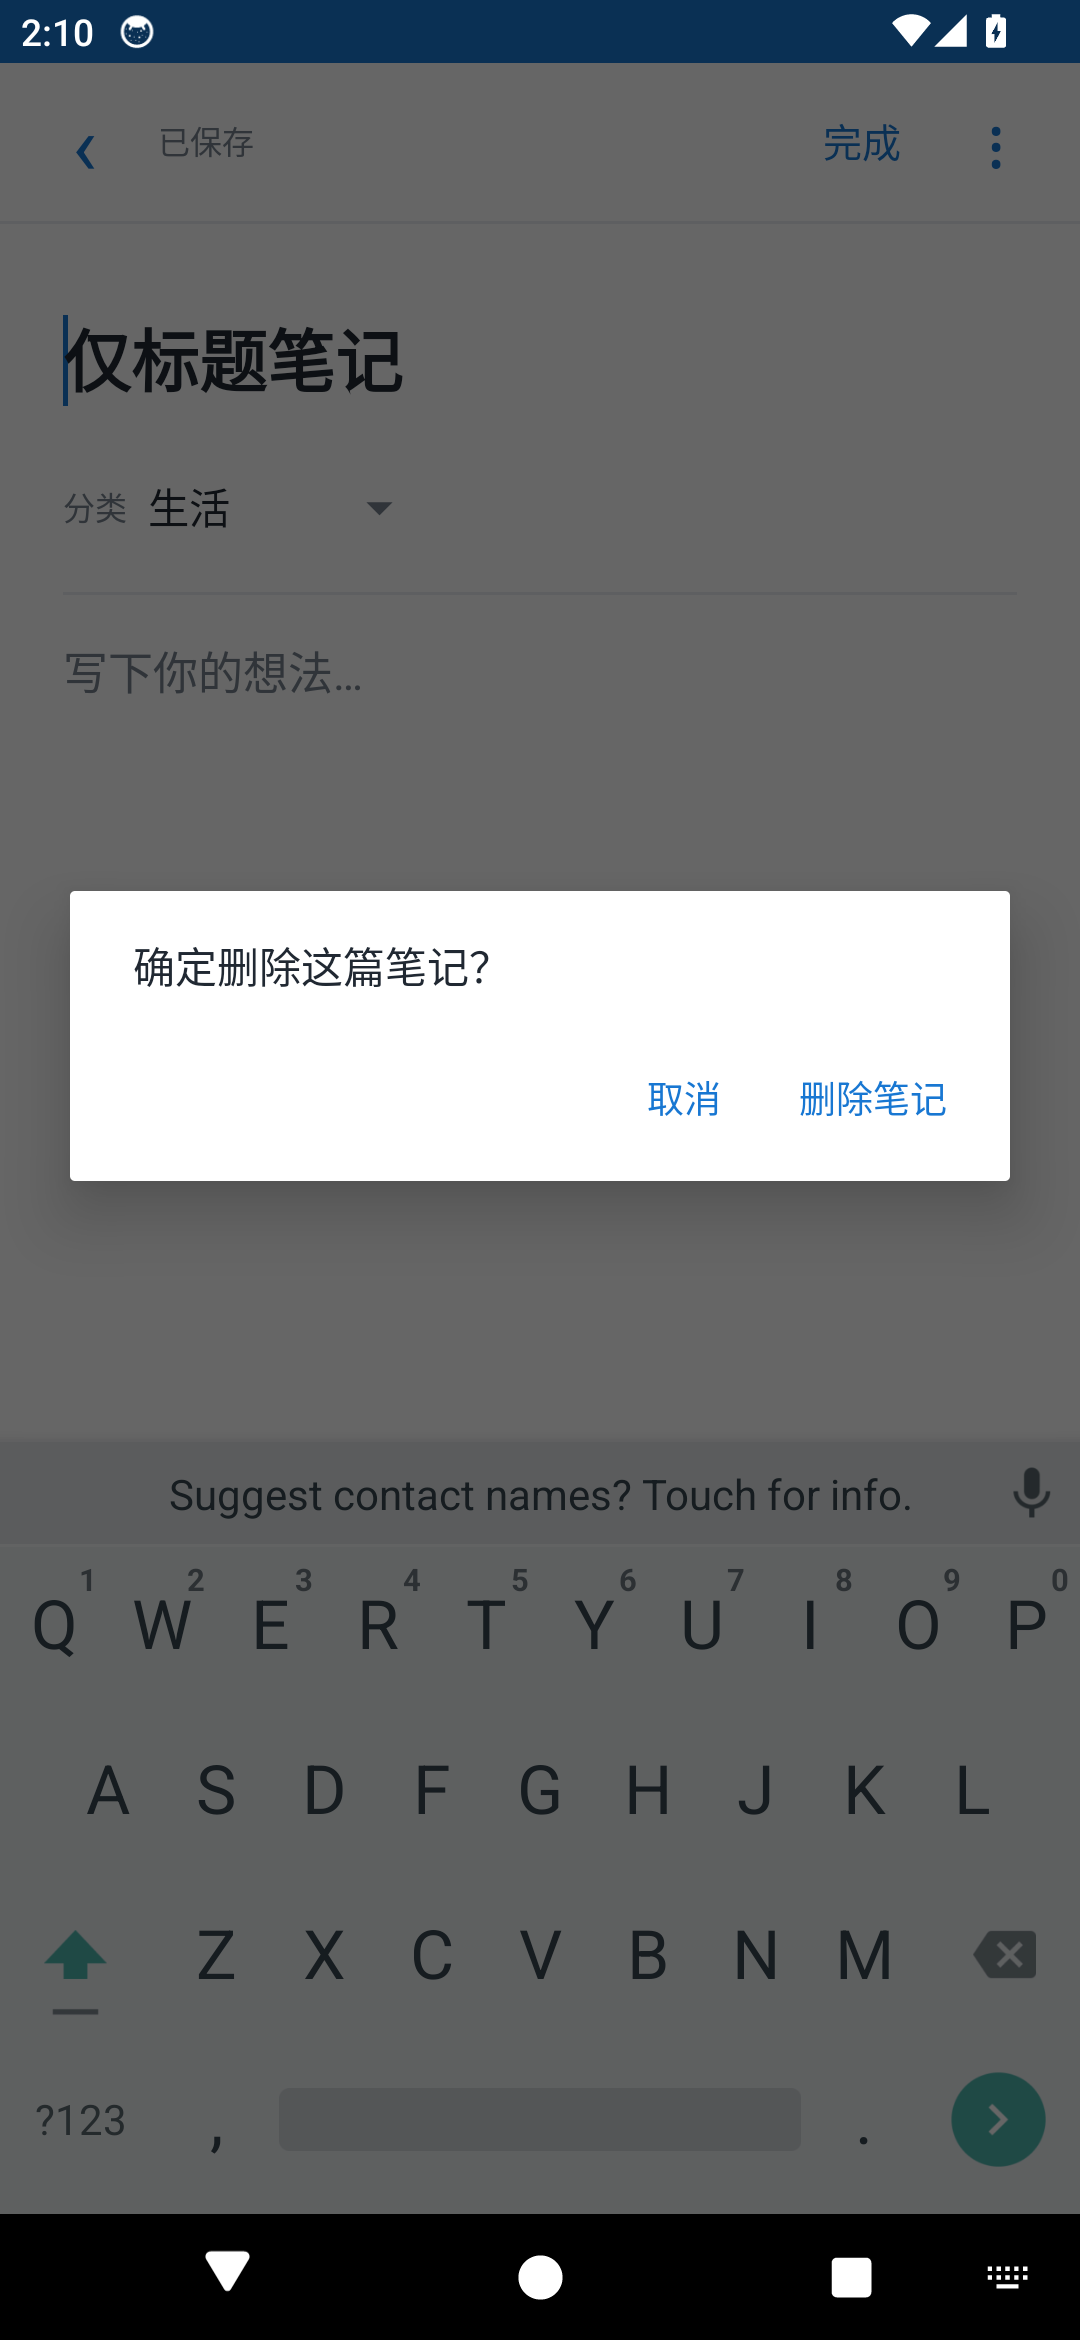 2:10
已保存
完成
仅标题笔记
分类 生活
写下你的想法...
确定删除这篇笔记？
取消 删除笔记
Suggest contact names? Touch for info.
1 2 3 4 5 6 7 8 9 0
Q W E R T Y U I O P
A S D F G H J K L
Z X C V B N M
?123 , .